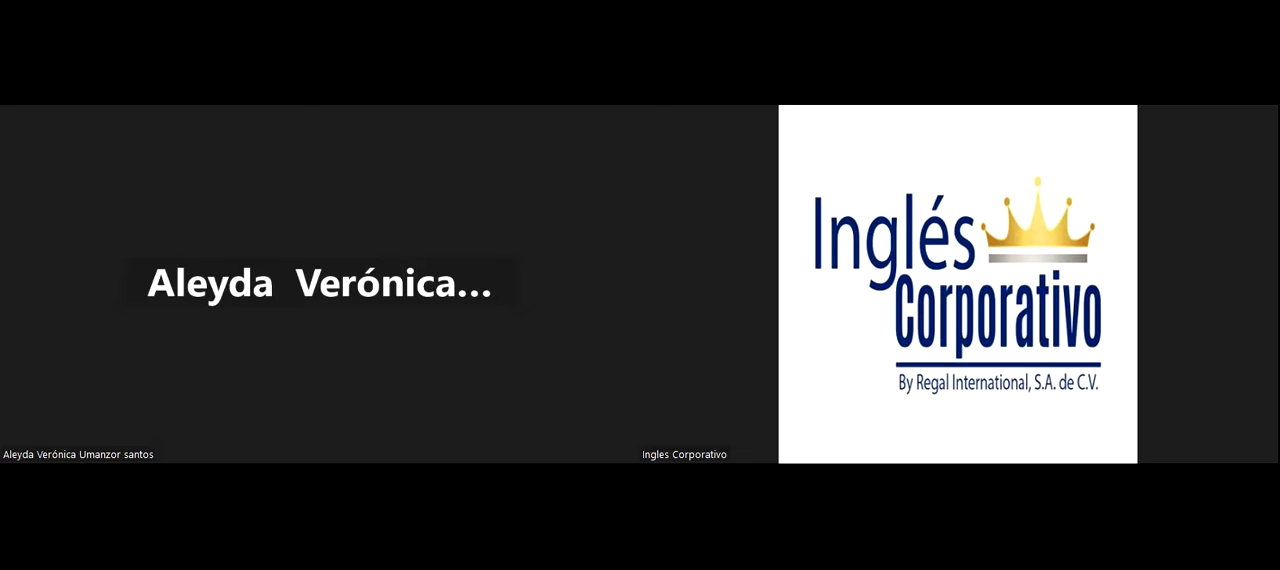 Aleyda Verónica...
Aleyda Verónica Umanzor santos
Inglés
Corporativo
By Regal International, S.A. de C.V.
Ingles Corporativo